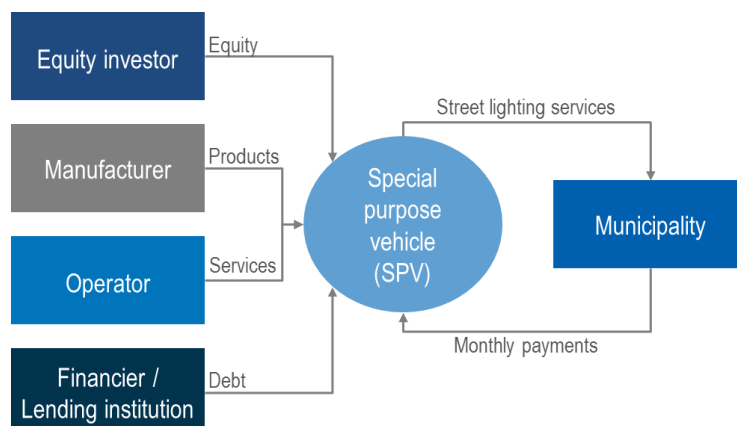 Equity investor
Equity
Manufacturer
Products
Operator
Services
Financier /
Lending institution
Debt
Special
purpose
vehicle
(SPV)
Street lighting services
Municipality
Monthly payments